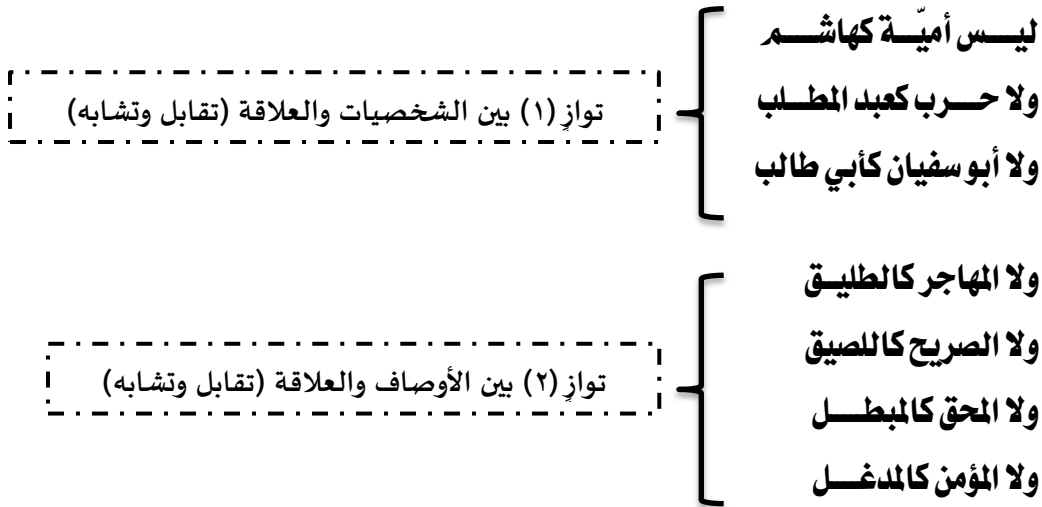 ليس أميّة كهاشم
ولا حرب كعبد المطلب
ولا أبو سفيان كأبي طالب
توازٍ (١) بين الشخصيات والعلاقة (تقابل وتشابه)
ولا المهاجر كالطليق
ولا الصريح كاللصيق
ولا المحق كالمبطل
ولا المؤمن كالمدغل
توازٍ (٢) بين الأوصاف والعلاقة (تقابل وتشابه)